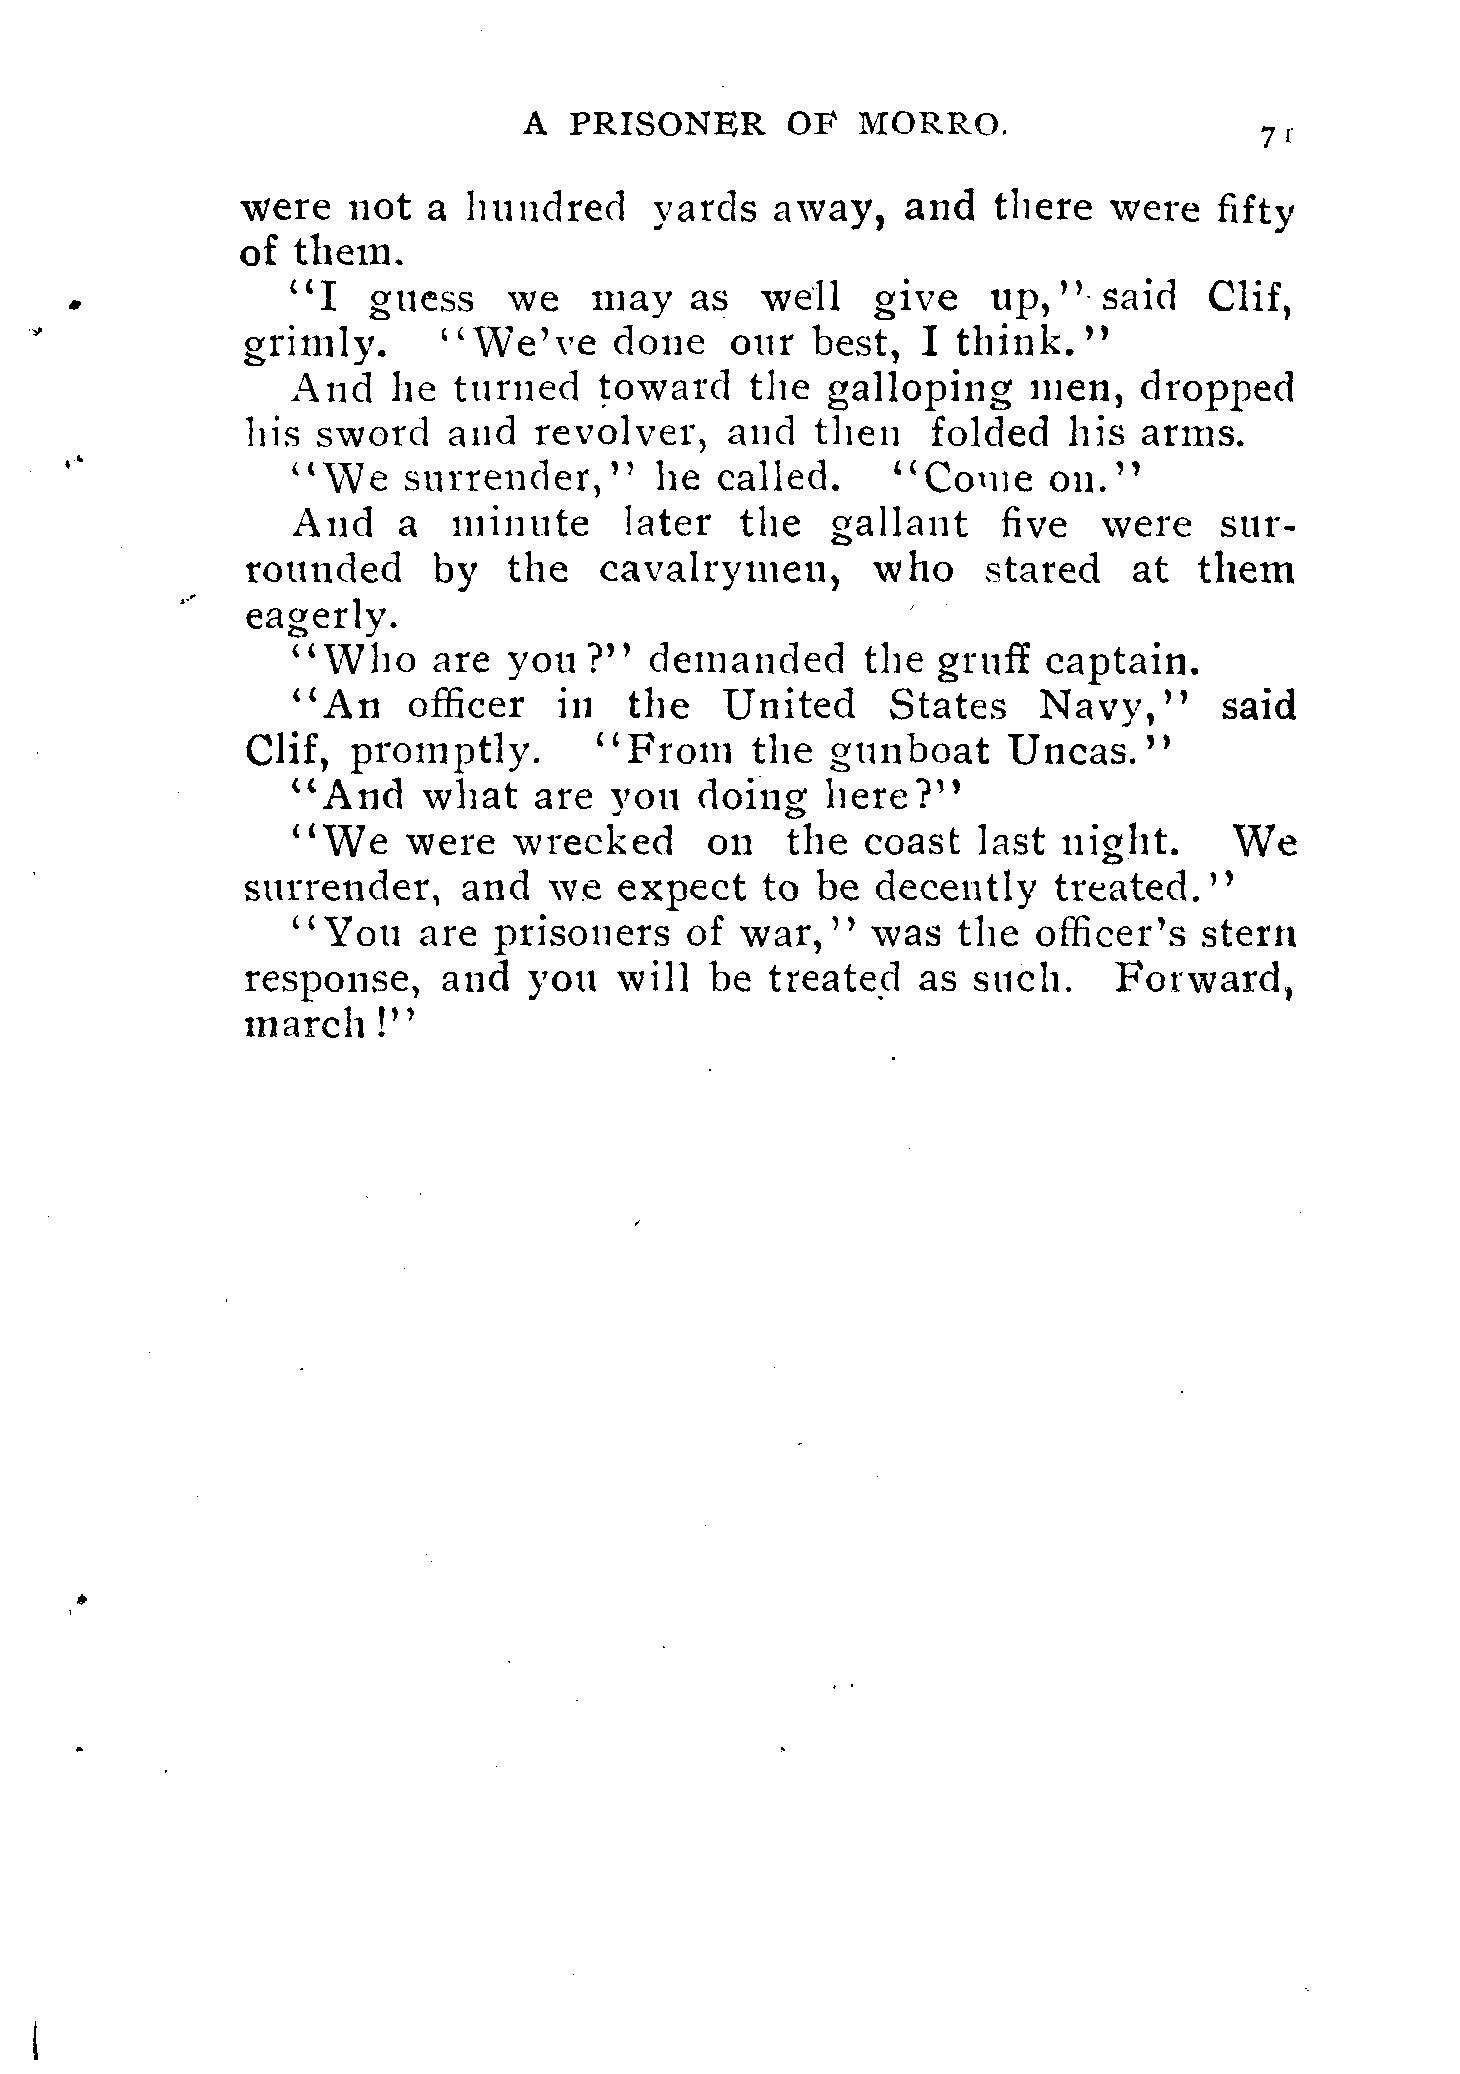 A PRISONER OF MORRO. 71
were not a hundred yards away, and there were fifty
of them.
"I guess we may as well give up," said Clif,
grimly. "We've done our best, I think."
And he turned toward the galloping men, dropped
his sword and revolver, and then folded his arms.
"We surrender," he called. "Come on."
And a minute later the gallant five were sur-
rounded by the cavalrymen, who stared at them
eagerly.
"Who are you?" demanded the gruff captain.
"An officer in the United States Navy," said
Clif, promptly. "From the gunboat Uncas."
"And what are you doing here?"
"We were wrecked on the coast last night. We
surrender, and we expect to be decently treated."
"You are prisoners of war," was the officer's stern
response, and you will be treated as such. Forward,
march!"